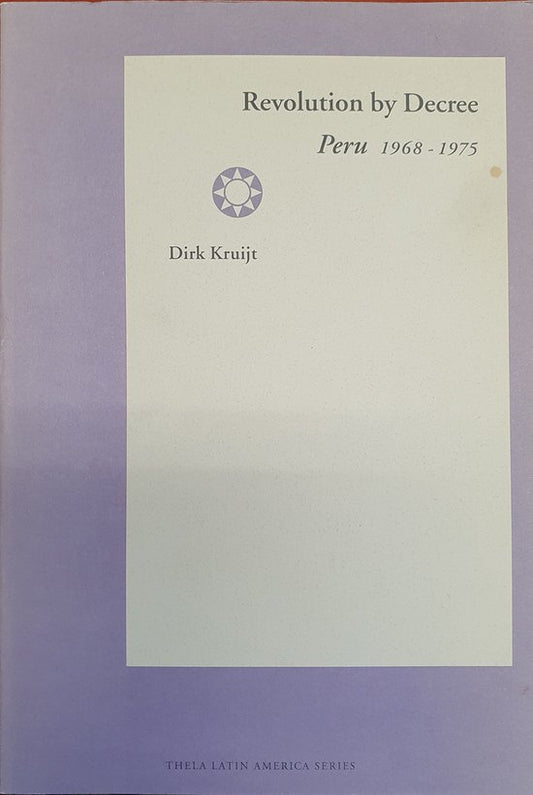 Revolution by Decree
Peru 1968 - 1975
Dirk Kruijt
THELA LATIN AMERICA SERIES